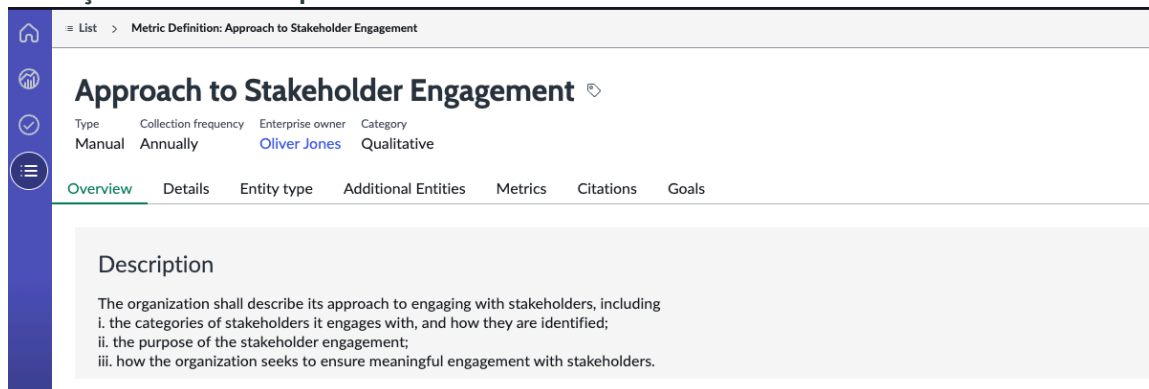 List > Metric Definition: Approach to Stakeholder Engagement
Approach to Stakeholder Engagement
Type Collection frequency Enterprise owner Category
Manual Annually Oliver Jones Qualitative
Overview Details Entity type Additional Entities Metrics Citations Goals
Description
The organization shall describe its approach to engaging with stakeholders, including
i. the categories of stakeholders it engages with, and how they are identified;
ii. the purpose of the stakeholder engagement;
iii. how the organization seeks to ensure meaningful engagement with stakeholders.